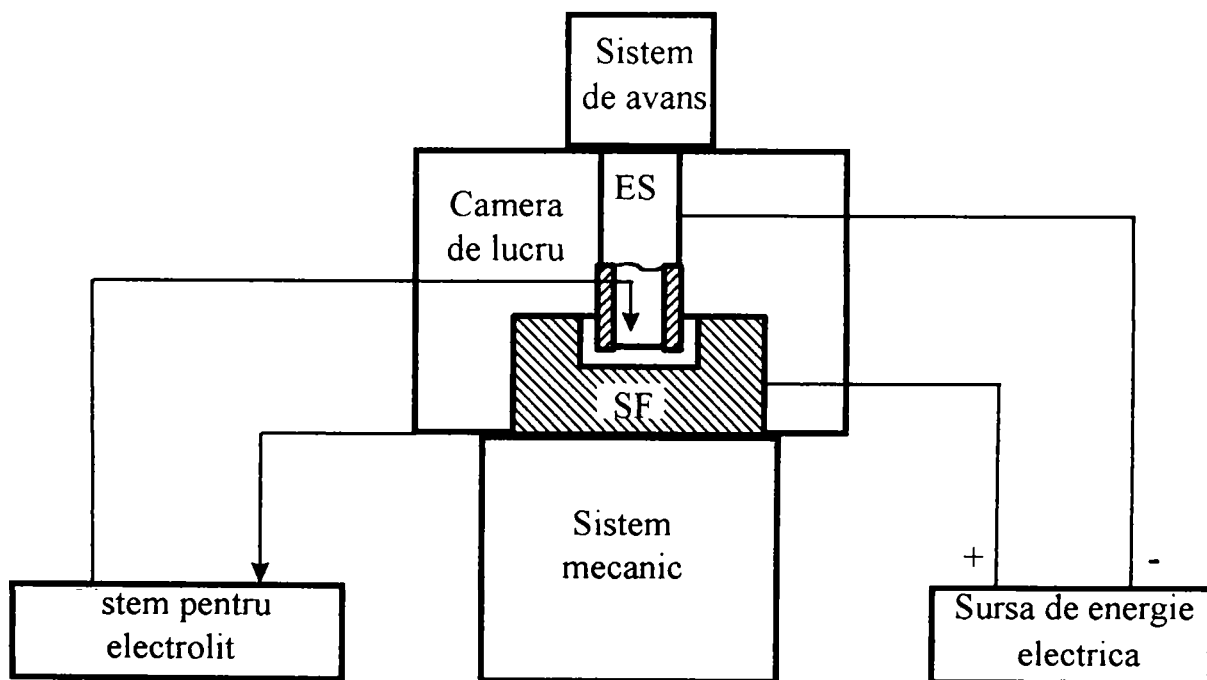 Sistem
de avans
ES
Camera
de lucru
SF
Sistem
mecanic
+
-
stem pentru
electrolit
Sursa de energie
electrica